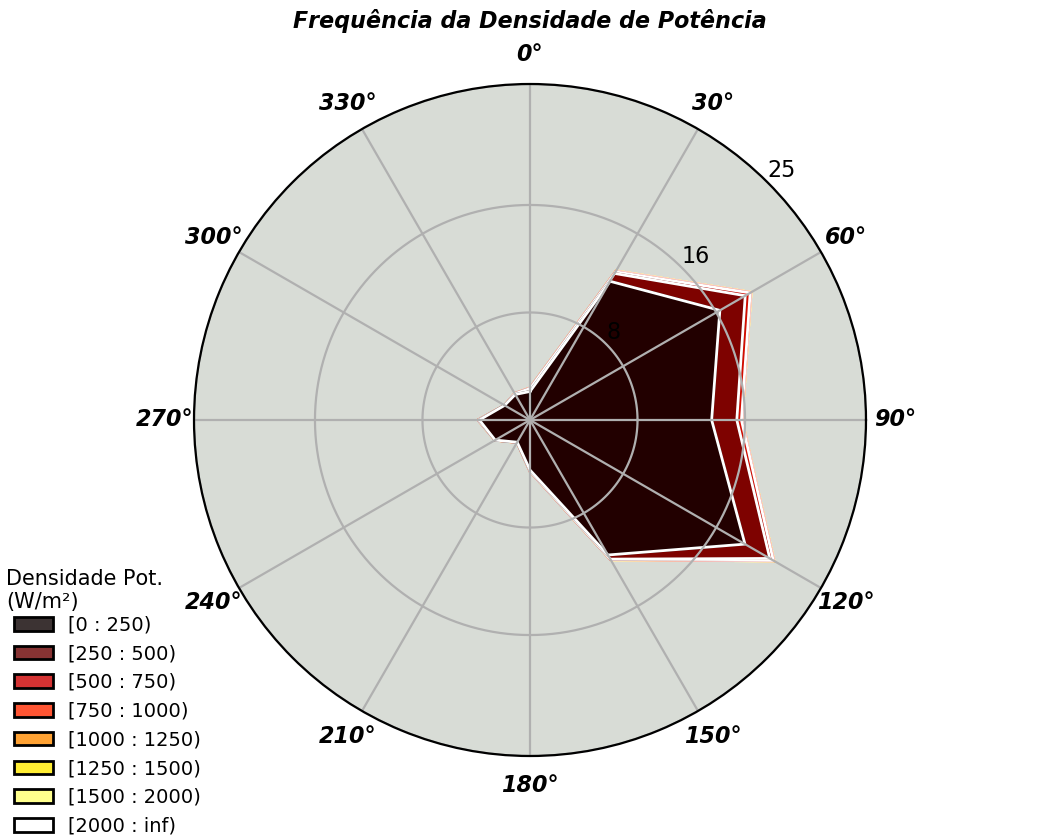 Frequência da Densidade de Potência
0°
330°
30°
25
300°
60°
16
8
270°
90°
Densidade Pot.
(W/m²)
240°
120°
[0 : 250)
[250 : 500)
[500 : 750)
[750 : 1000)
210°
150°
[1000 : 1250)
[1250 : 1500)
180°
[1500 : 2000)
[2000 : inf)